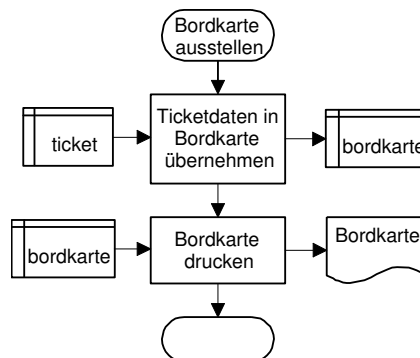 Bordkarte
ausstellen
ticket
Ticketdaten in
Bordkarte
übernehmen
bordkarte
bordkarte
Bordkarte
drucken
Bordkarte